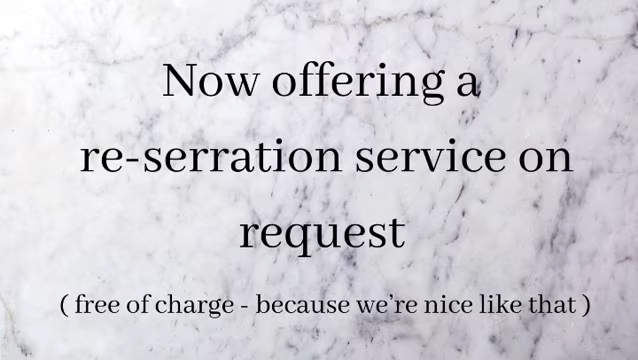 Now offering a
re-serration service on
request
( free of charge - because we're nice like that )